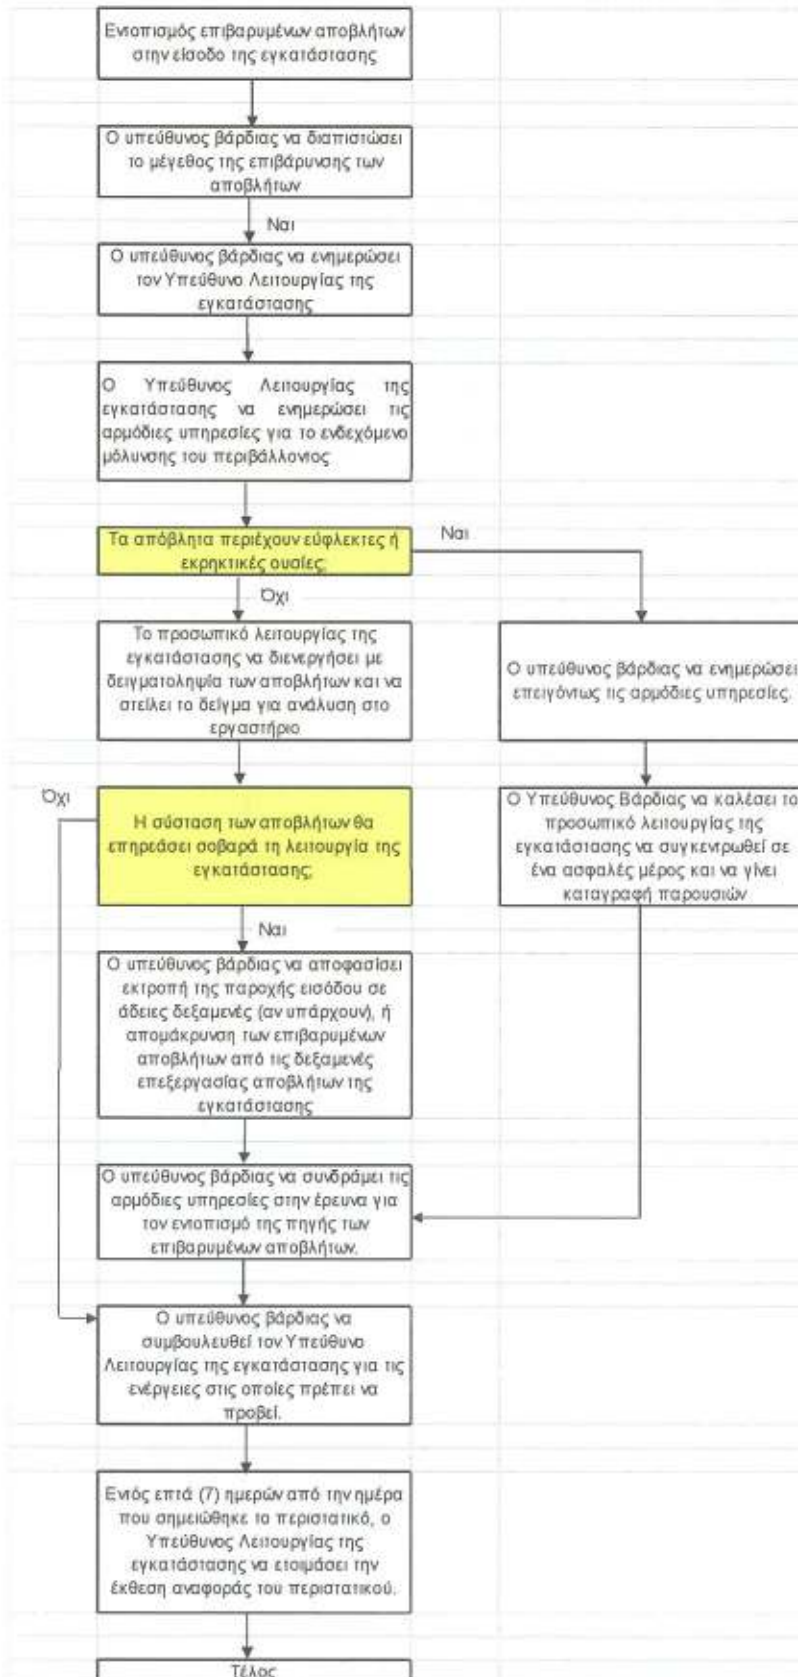 Εντοπισμός επιβαρυμένων αποβλήτων
στην είσοδο της εγκατάστασης
Ο υπεύθυνος βάρδιας να διαπιστώσει
το μέγεθος της επιβάρυνσης των
αποβλήτων
Ναι
Ο υπεύθυνος βάρδιας να ενημερώσει
τον Υπεύθυνο Λειτουργίας της
εγκατάστασης
Ο Υπεύθυνος Λειτουργίας της
εγκατάστασης να ενημερώσει τις
αρμόδιες υπηρεσίες για το ενδεχόμενο
μόλυνσης του περιβάλλοντος
Τα απόβλητα περιέχουν εύφλεκτες ή
εκρηκτικές ουσίες;
Ναι
Όχι
Το προσωπικό λειτουργίας της
εγκατάστασης να διενεργήσει με
δειγματοληψία των αποβλήτων και να
στείλει το δείγμα για ανάλυση στο
εργαστήριο
Ο υπεύθυνος βάρδιας να ενημερώσει
επειγόντως τις αρμόδιες υπηρεσίες.
Όχι
Η σύσταση των αποβλήτων θα
επηρεάσει σοβαρά τη λειτουργία της
εγκατάστασης;
Ο Υπεύθυνος Βάρδιας να καλέσει το
προσωπικό λειτουργίας της
εγκατάστασης να συγκεντρωθεί σε
ένα ασφαλές μέρος και να γίνει
καταγραφή παρουσιών
Ναι
Ο υπεύθυνος βάρδιας να αποφασίσει
εκτροπή της παροχής εισόδου σε
άδειες δεξαμενές (αν υπάρχουν), ή
απομάκρυνση των επιβαρυμένων
αποβλήτων από τις δεξαμενές
επεξεργασίας αποβλήτων της
εγκατάστασης
Ο υπεύθυνος βάρδιας να συνδράμει τις
αρμόδιες υπηρεσίες στην έρευνα για
τον εντοπισμό της πηγής των
επιβαρυμένων αποβλήτων.
Ο υπεύθυνος βάρδιας να
συμβουλευθεί τον Υπεύθυνο
Λειτουργίας της εγκατάστασης για τις
ενέργειες στις οποίες πρέπει να
προβεί.
Εντός επτά (7) ημερών από την ημέρα
που σημειώθηκε το περιστατικό, ο
Υπεύθυνος Λειτουργίας της
εγκατάστασης να ετοιμάσει την
έκθεση αναφοράς του περιστατικού.
Τέλος